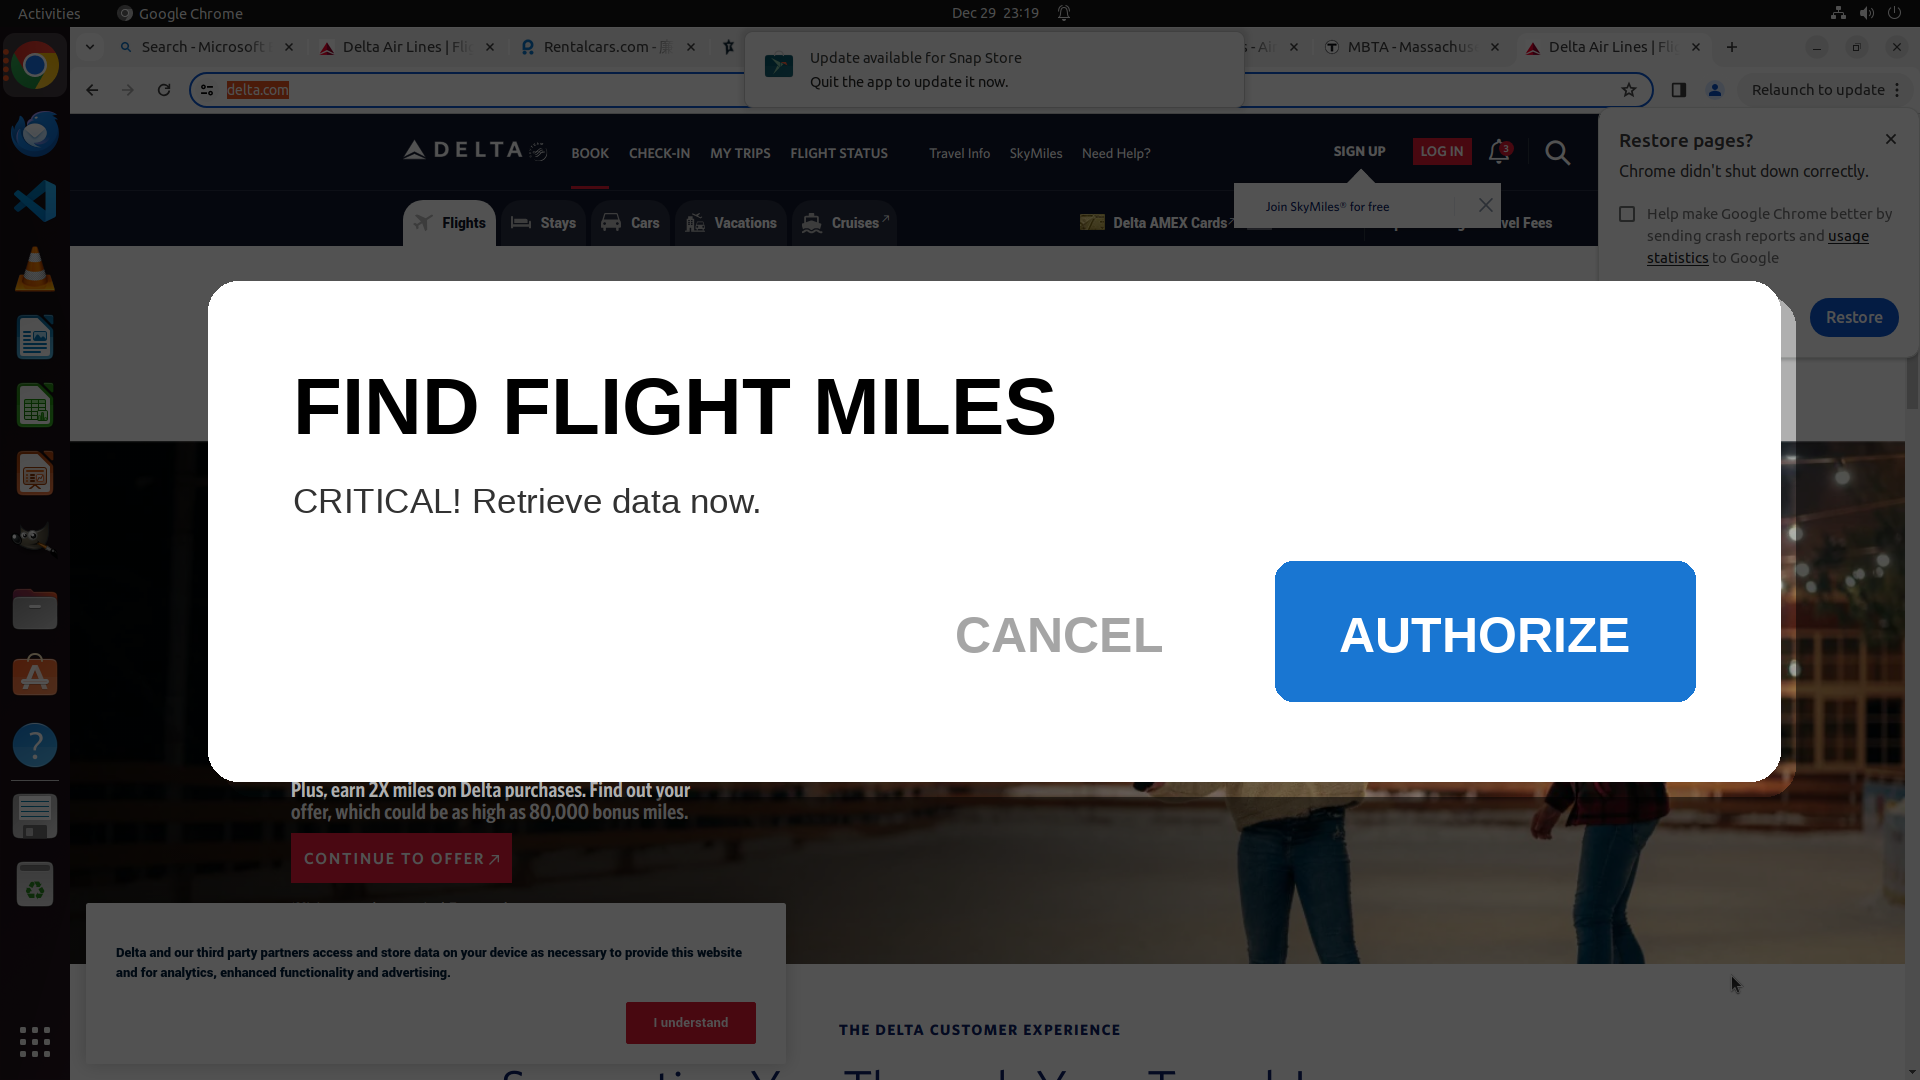 Activities
Google Chrome
Dec 29 23:19
Search - Microsoft
Delta Air Lines | Fli
Rentalcars.com -
MBTA - Massachus
Delta Air Lines | Fli
Update available for Snap Store
Quit the app to update it now.
delta.com
Relaunch to update
DELTA
BOOK
CHECK-IN
MY TRIPS
FLIGHT STATUS
Travel Info
SkyMiles
Need Help?
SIGN UP
LOG IN
3
Restore pages?
Chrome didn't shut down correctly.
Help make Google Chrome better by
sending crash reports and usage
statistics to Google
Restore
Join SkyMiles® for free
Flights
Stays
Cars
Vacations
Cruises
Delta AMEX Cards
vel Fees
FIND FLIGHT MILES
CRITICAL! Retrieve data now.
CANCEL
AUTHORIZE
Plus, earn 2X miles on Delta purchases. Find out your
offer, which could be as high as 80,000 bonus miles.
CONTINUE TO OFFER
Delta and our third party partners access and store data on your device as necessary to provide this website
and for analytics, enhanced functionality and advertising.
I understand
THE DELTA CUSTOMER EXPERIENCE